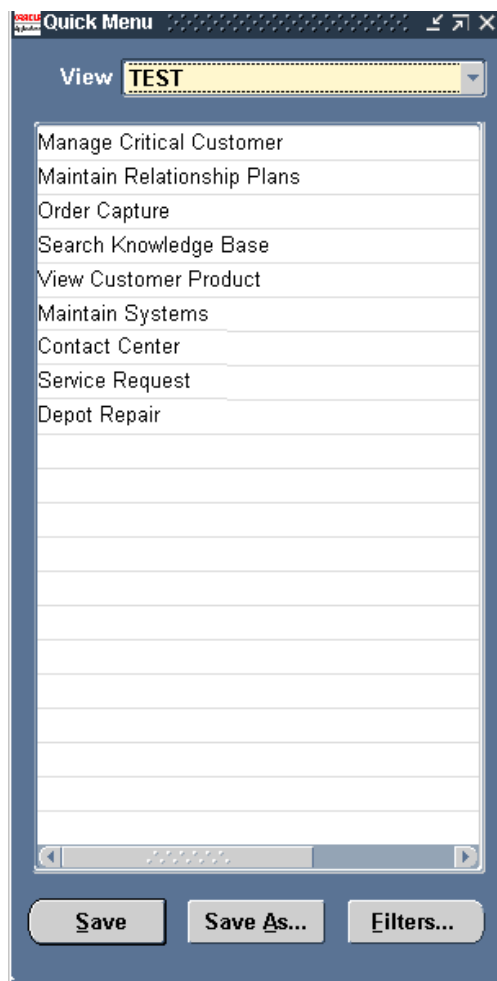 ORACLE
Quick Menu
View TEST
Manage Critical Customer
Maintain Relationship Plans
Order Capture
Search Knowledge Base
View Customer Product
Maintain Systems
Contact Center
Service Request
Depot Repair
Save Save As... Filters...